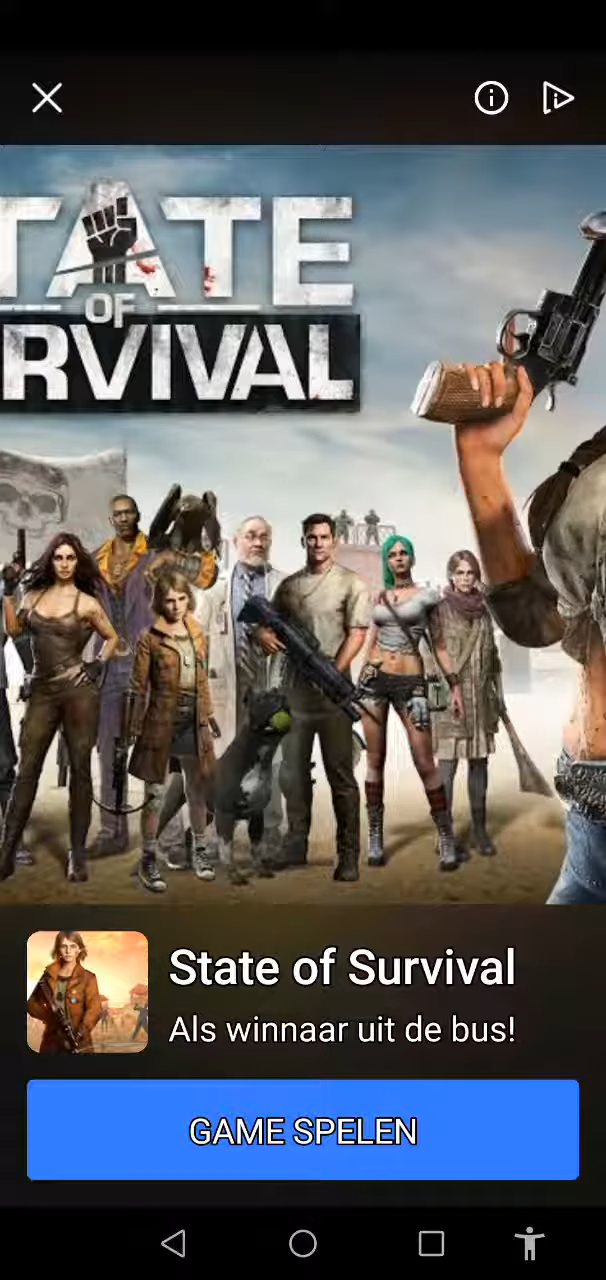 TATE
OF
RVIVAL
State of Survival
Als winnaar uit de bus!
GAME SPELEN